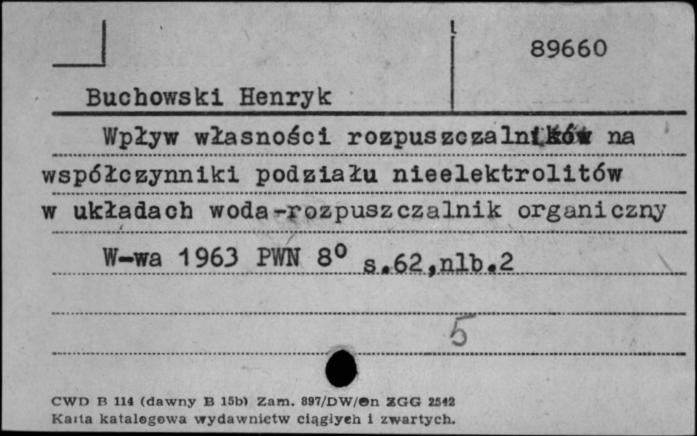 89660
Buchowski Henryk
Wpływ własności rozpuszczalników na
współczynniki podziału nieelektrolitów
w układach woda-rozpuszczalnik organiczny
W-wa 1963 PWN 8⁰ s.62,nlb.2
5
CWD B 114 (dawny B 15b) Zam. 897/DW/On ZGG 2542
Karta katalogowa wydawnictw ciągłych i zwartych.